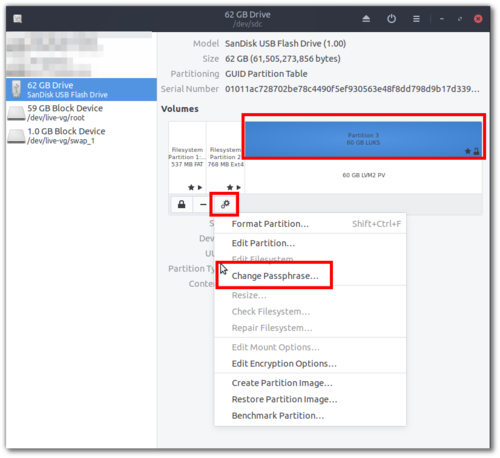 62 GB Drive
/dev/sdc
62 GB Drive
SanDisk USB Flash Drive
59 GB Block Device
/dev/live-vg/root
1.0 GB Block Device
/dev/live-vg/swap_1
Model SanDisk USB Flash Drive (1.00)
Size 62 GB (61,505,273,856 bytes)
Partitioning GUID Partition Table
Serial Number 01011ac728702be78c4490f5ef930563e48f8dd798d9b17d339…
Volumes
Filesystem
Partition 1:…
537 MB FAT
Filesystem
Partition 2…
768 MB Ext4
Partition 3
60 GB LUKS
60 GB LVM2 PV
S
Dev
UU
Partition Ty
Conte
Format Partition… Shift+Ctrl+F
Edit Partition…
Edit Filesystem…
Change Passphrase…
Resize…
Check Filesystem…
Repair Filesystem…
Edit Mount Options…
Edit Encryption Options…
Create Partition Image…
Restore Partition Image…
Benchmark Partition…